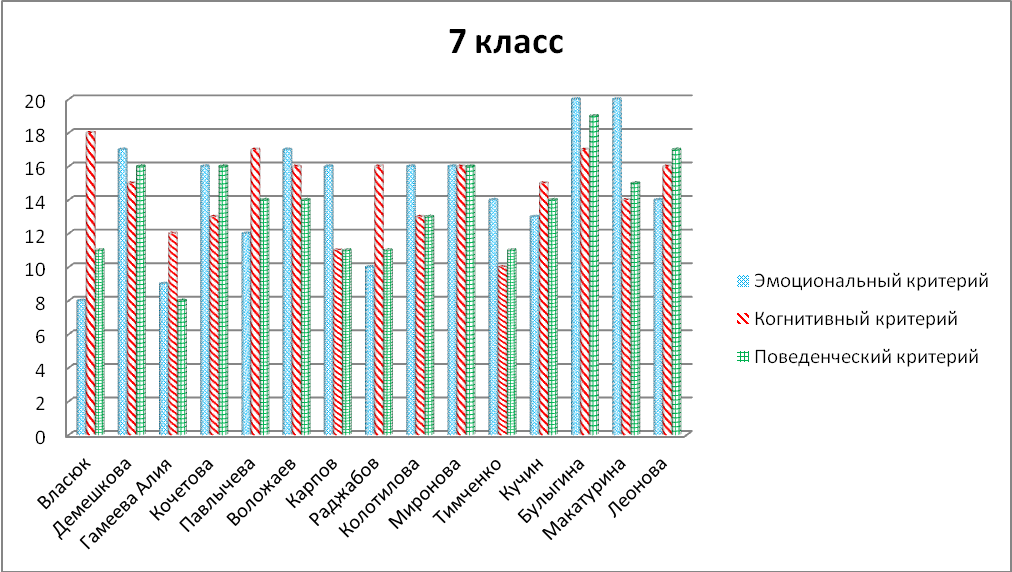 7 класс
20
18
16
14
12
10
8
6
4
2
0
Власюк
Демешкова
Гамеева Алия
Кочетова
Павлычева
Воложаев
Карпов
Раджабов
Колотилова
Миронова
Тимченко
Кучин
Булыгина
Макатурина
Леонова
Эмоциональный критерий
Когнитивный критерий
Поведенческий критерий